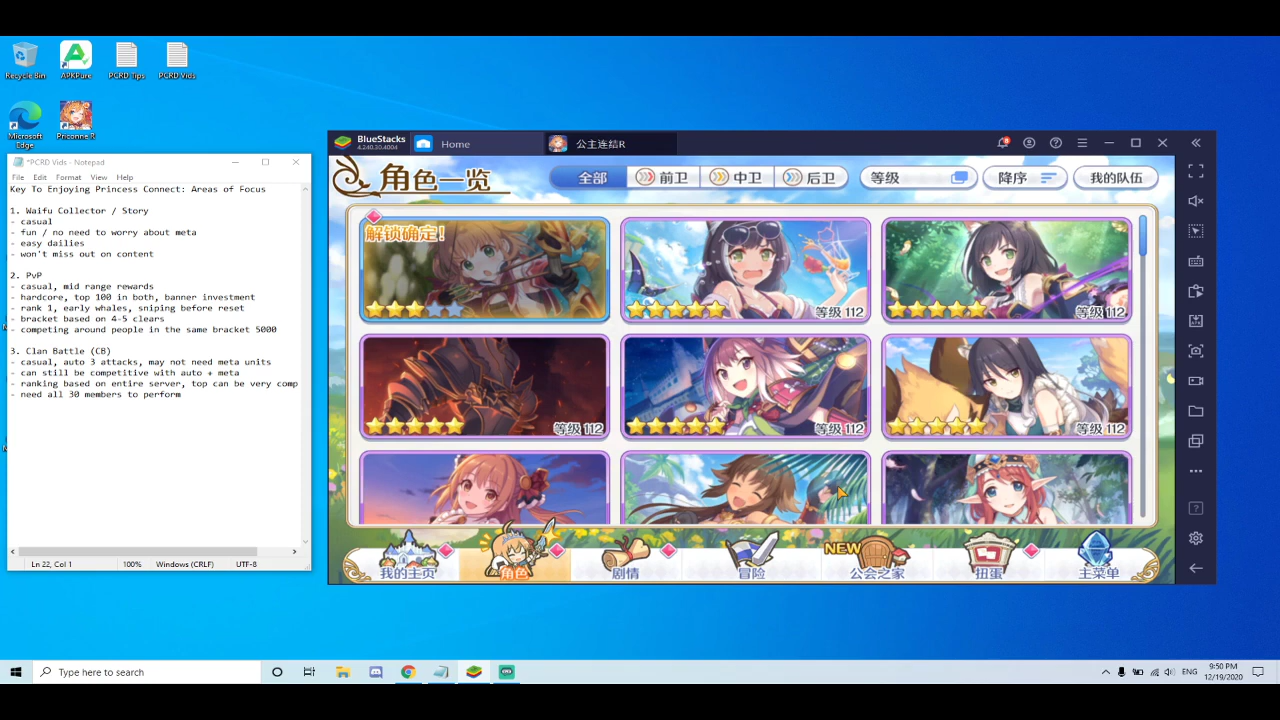 Recycle Bin
APKPure
PCRD Tips
PCRD Vids
Microsoft Edge
Priconne R
*PCRD Vids - Notepad
File Edit Format View Help
Key To Enjoying Princess Connect: Areas of Focus
1. Waifu Collector / Story
- casual
- fun / no need to worry about meta
- easy dailies
- won't miss out on content
2. PvP
- casual, mid range rewards
- hardcore, top 100 in both, banner investment
- rank 1, early whales, sniping before reset
- bracket based on 4-5 clears
- competing around people in the same bracket 5000
3. Clan Battle (CB)
- casual, auto 3 attacks, may not need meta units
- can still be competitive with auto + meta
- ranking based on entire server, top can be very comp
- need all 30 members to perform
Ln 22, Col 1 100% Windows (CRLF) UTF-8
BlueStacks
4.240.30.4004
Home
公主连结R
角色一览
全部 前卫 中卫 后卫 等级 降序 我的队伍
解锁确定!
等级 112
等级 112
等级 112
等级 112
等级 112
我的主页 角色 剧情 冒险 NEW 公会之家 扭蛋 主菜单
Type here to search
ENG
9:50 PM
12/19/2020